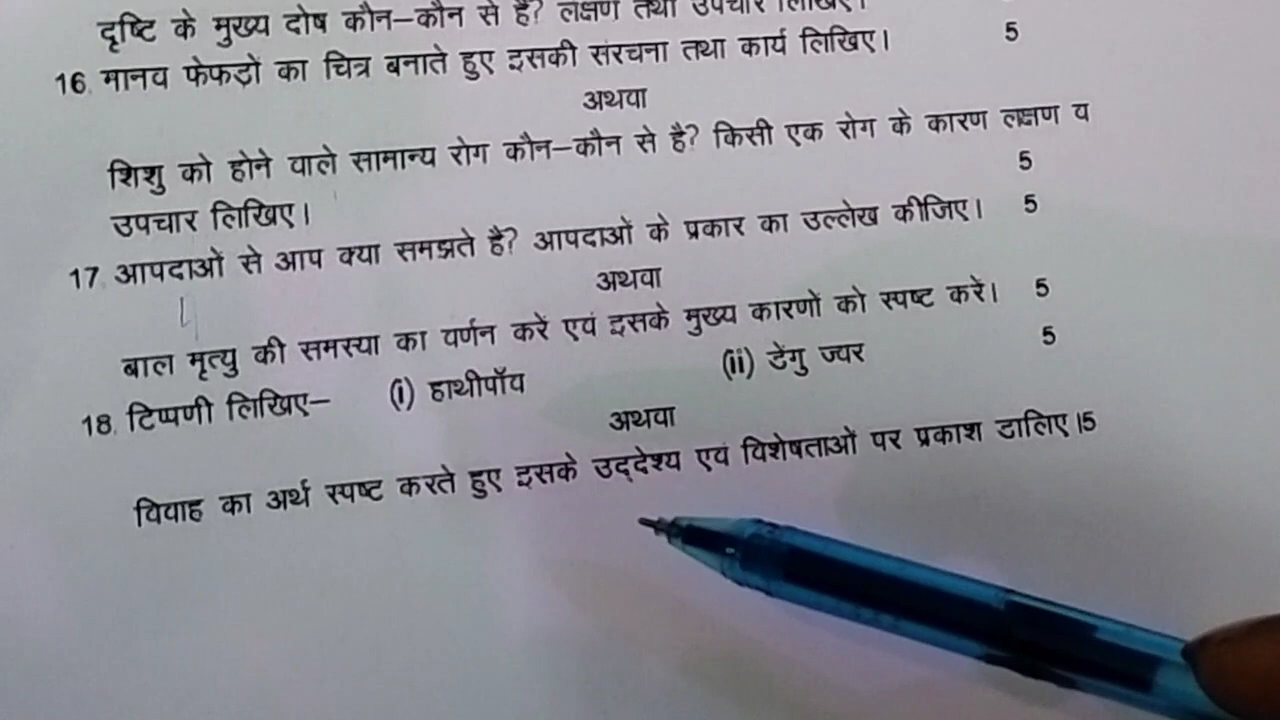 दृष्टि के मुख्य दोष कौन–कौन से है? लक्षण तथा उपचार लिखिए।
16. मानव फेफड़ो का चित्र बनाते हुए इसकी संरचना तथा कार्य लिखिए। 5
अथवा
शिशु को होने वाले सामान्य रोग कौन–कौन से है? किसी एक रोग के कारण लक्षण व
उपचार लिखिए। 5
17. आपदाओं से आप क्या समझते है? आपदाओं के प्रकार का उल्लेख कीजिए। 5
अथवा
बाल मृत्यु की समस्या का वर्णन करें एवं इसके मुख्य कारणों को स्पष्ट करें। 5
18. टिप्पणी लिखिए– (i) हाथीपॉव (ii) डेंगु ज्वर 5
अथवा
विवाह का अर्थ स्पष्ट करते हुए इसके उद्देश्य एवं विशेषताओं पर प्रकाश डालिए।5